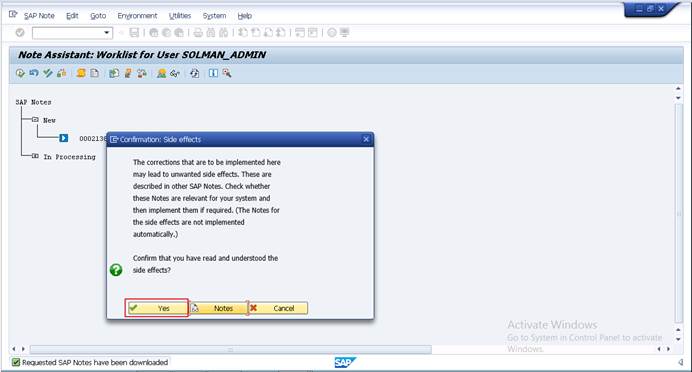 SAP Note Edit Goto Environment Utilities System Help
Note Assistant: Worklist for User SOLMAN_ADMIN
SAP Notes
New
In Processing
Confirmation: Side effects
The corrections that are to be implemented here
may lead to unwanted side effects. These are
described in other SAP Notes. Check whether
these Notes are relevant for your system and
then implement them if required. (The Notes for
the side effects are not implemented
automatically.)
Confirm that you have read and understood the
side effects?
Yes Notes Cancel
Activate Windows
Go to System in Control Panel to activate
Windows.
Requested SAP Notes have been downloaded
SAP